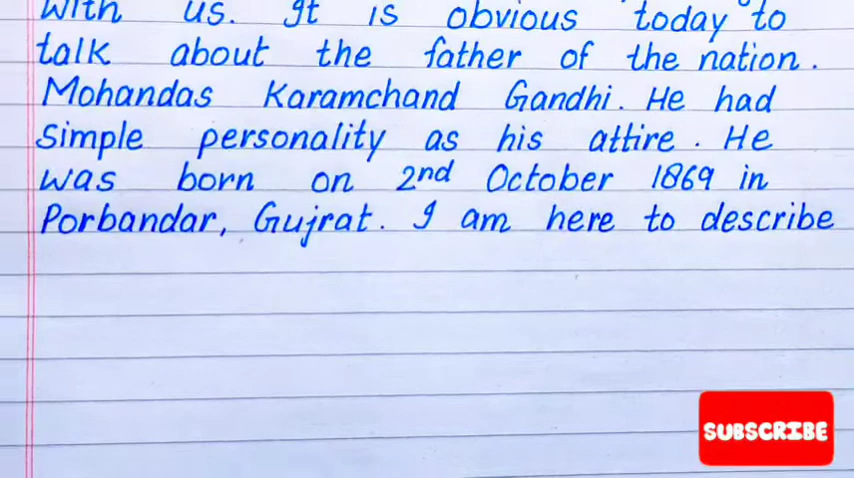 with us. It is obvious today to
talk about the father of the nation.
Mohandas Karamchand Gandhi. He had
simple personality as his attire. He
was born on 2nd October 1869 in
Porbandar, Gujrat. I am here to describe
SUBSCRIBE